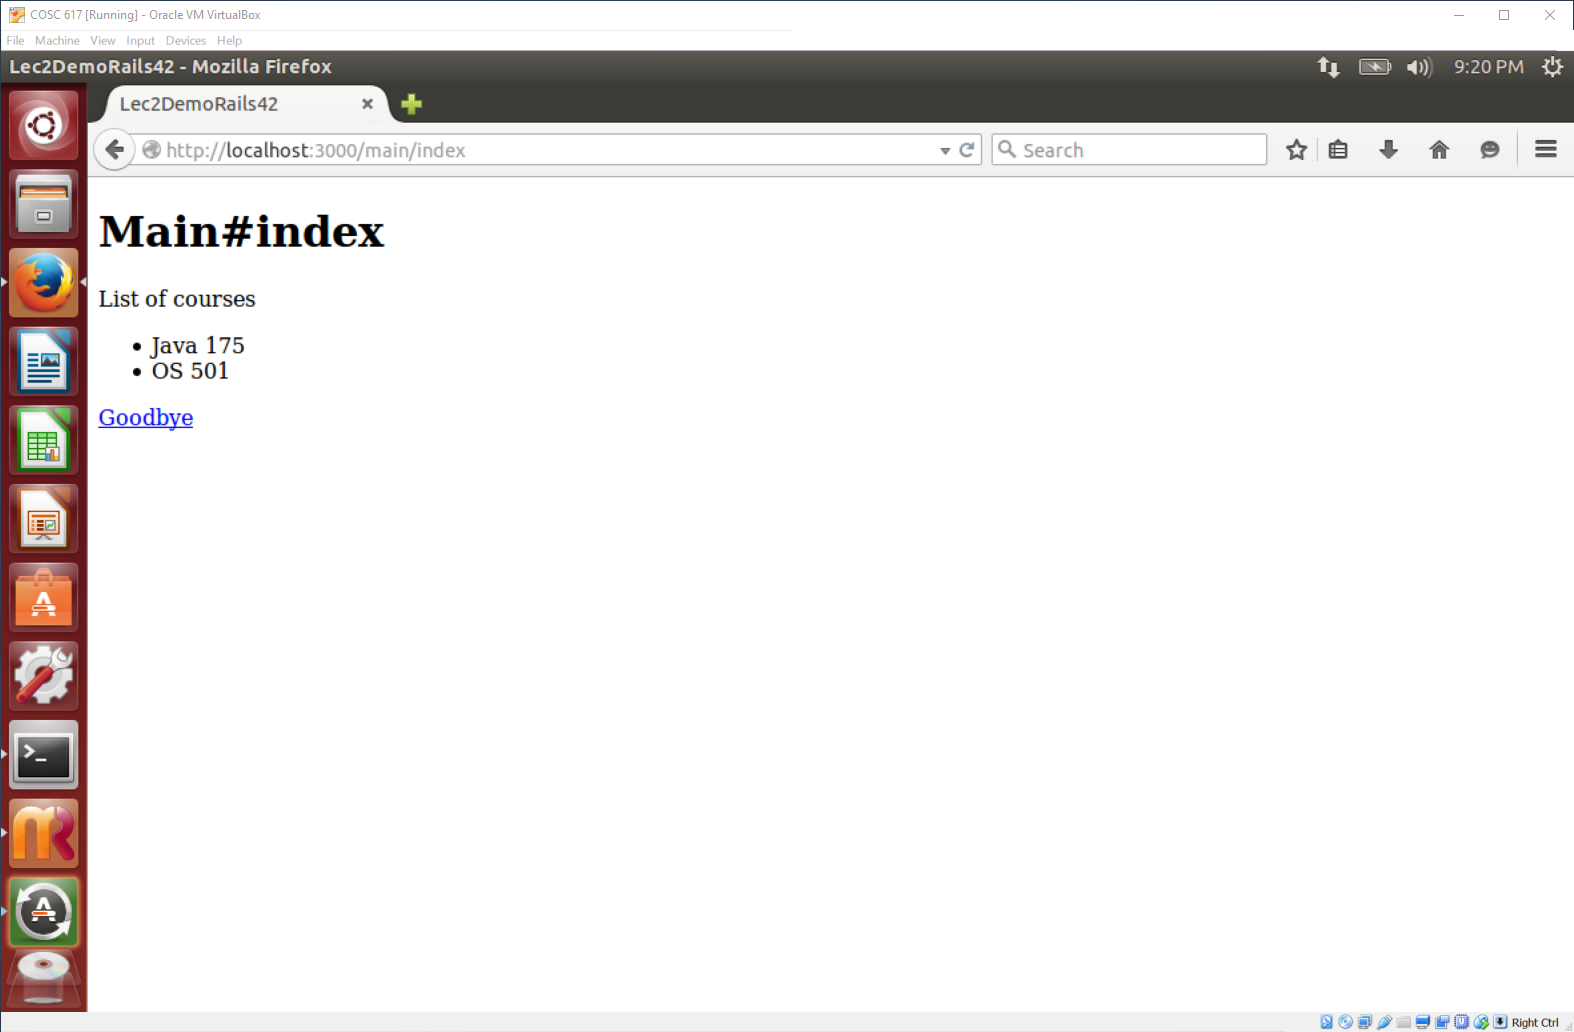 COSC 617 [Running] - Oracle VM VirtualBox
File Machine View Input Devices Help
Lec2DemoRails42 - Mozilla Firefox
9:20 PM
Lec2DemoRails42
http://localhost:3000/main/index
Search
Main#index
List of courses
Java 175
OS 501
Goodbye
Right Ctrl